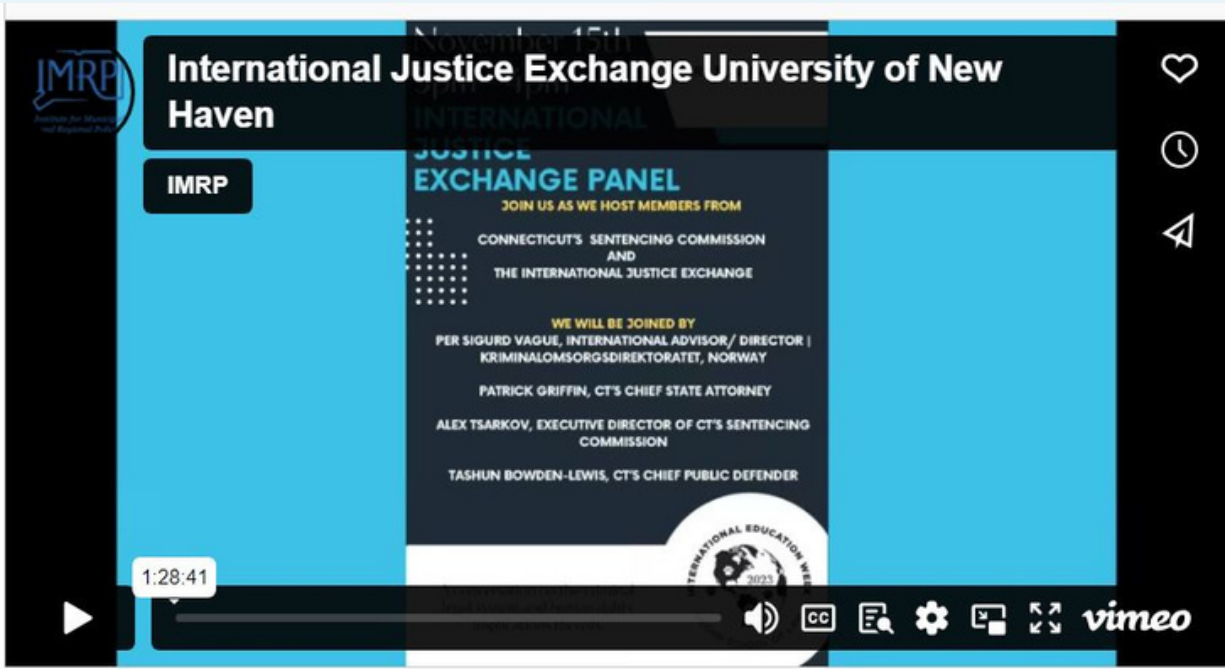 November 15th
International Justice Exchange University of New
Haven
INTERNATIONAL
JUSTICE
EXCHANGE PANEL
IMRP
IMRP
JOIN US AS WE HOST MEMBERS FROM
CONNECTICUT'S SENTENCING COMMISSION
AND
THE INTERNATIONAL JUSTICE EXCHANGE
WE WILL BE JOINED BY
PER SIGURD VAGUE, INTERNATIONAL ADVISOR/ DIRECTOR |
KRIMINALOMSORGSDIREKTORATET, NORWAY
PATRICK GRIFFIN, CT'S CHIEF STATE ATTORNEY
ALEX TSARKOV, EXECUTIVE DIRECTOR OF CT'S SENTENCING
COMMISSION
TASHUN BOWDEN-LEWIS, CT'S CHIEF PUBLIC DEFENDER
INTERNATIONAL EDUCATION WEEK
2023
1:28:41
CC
vimeo